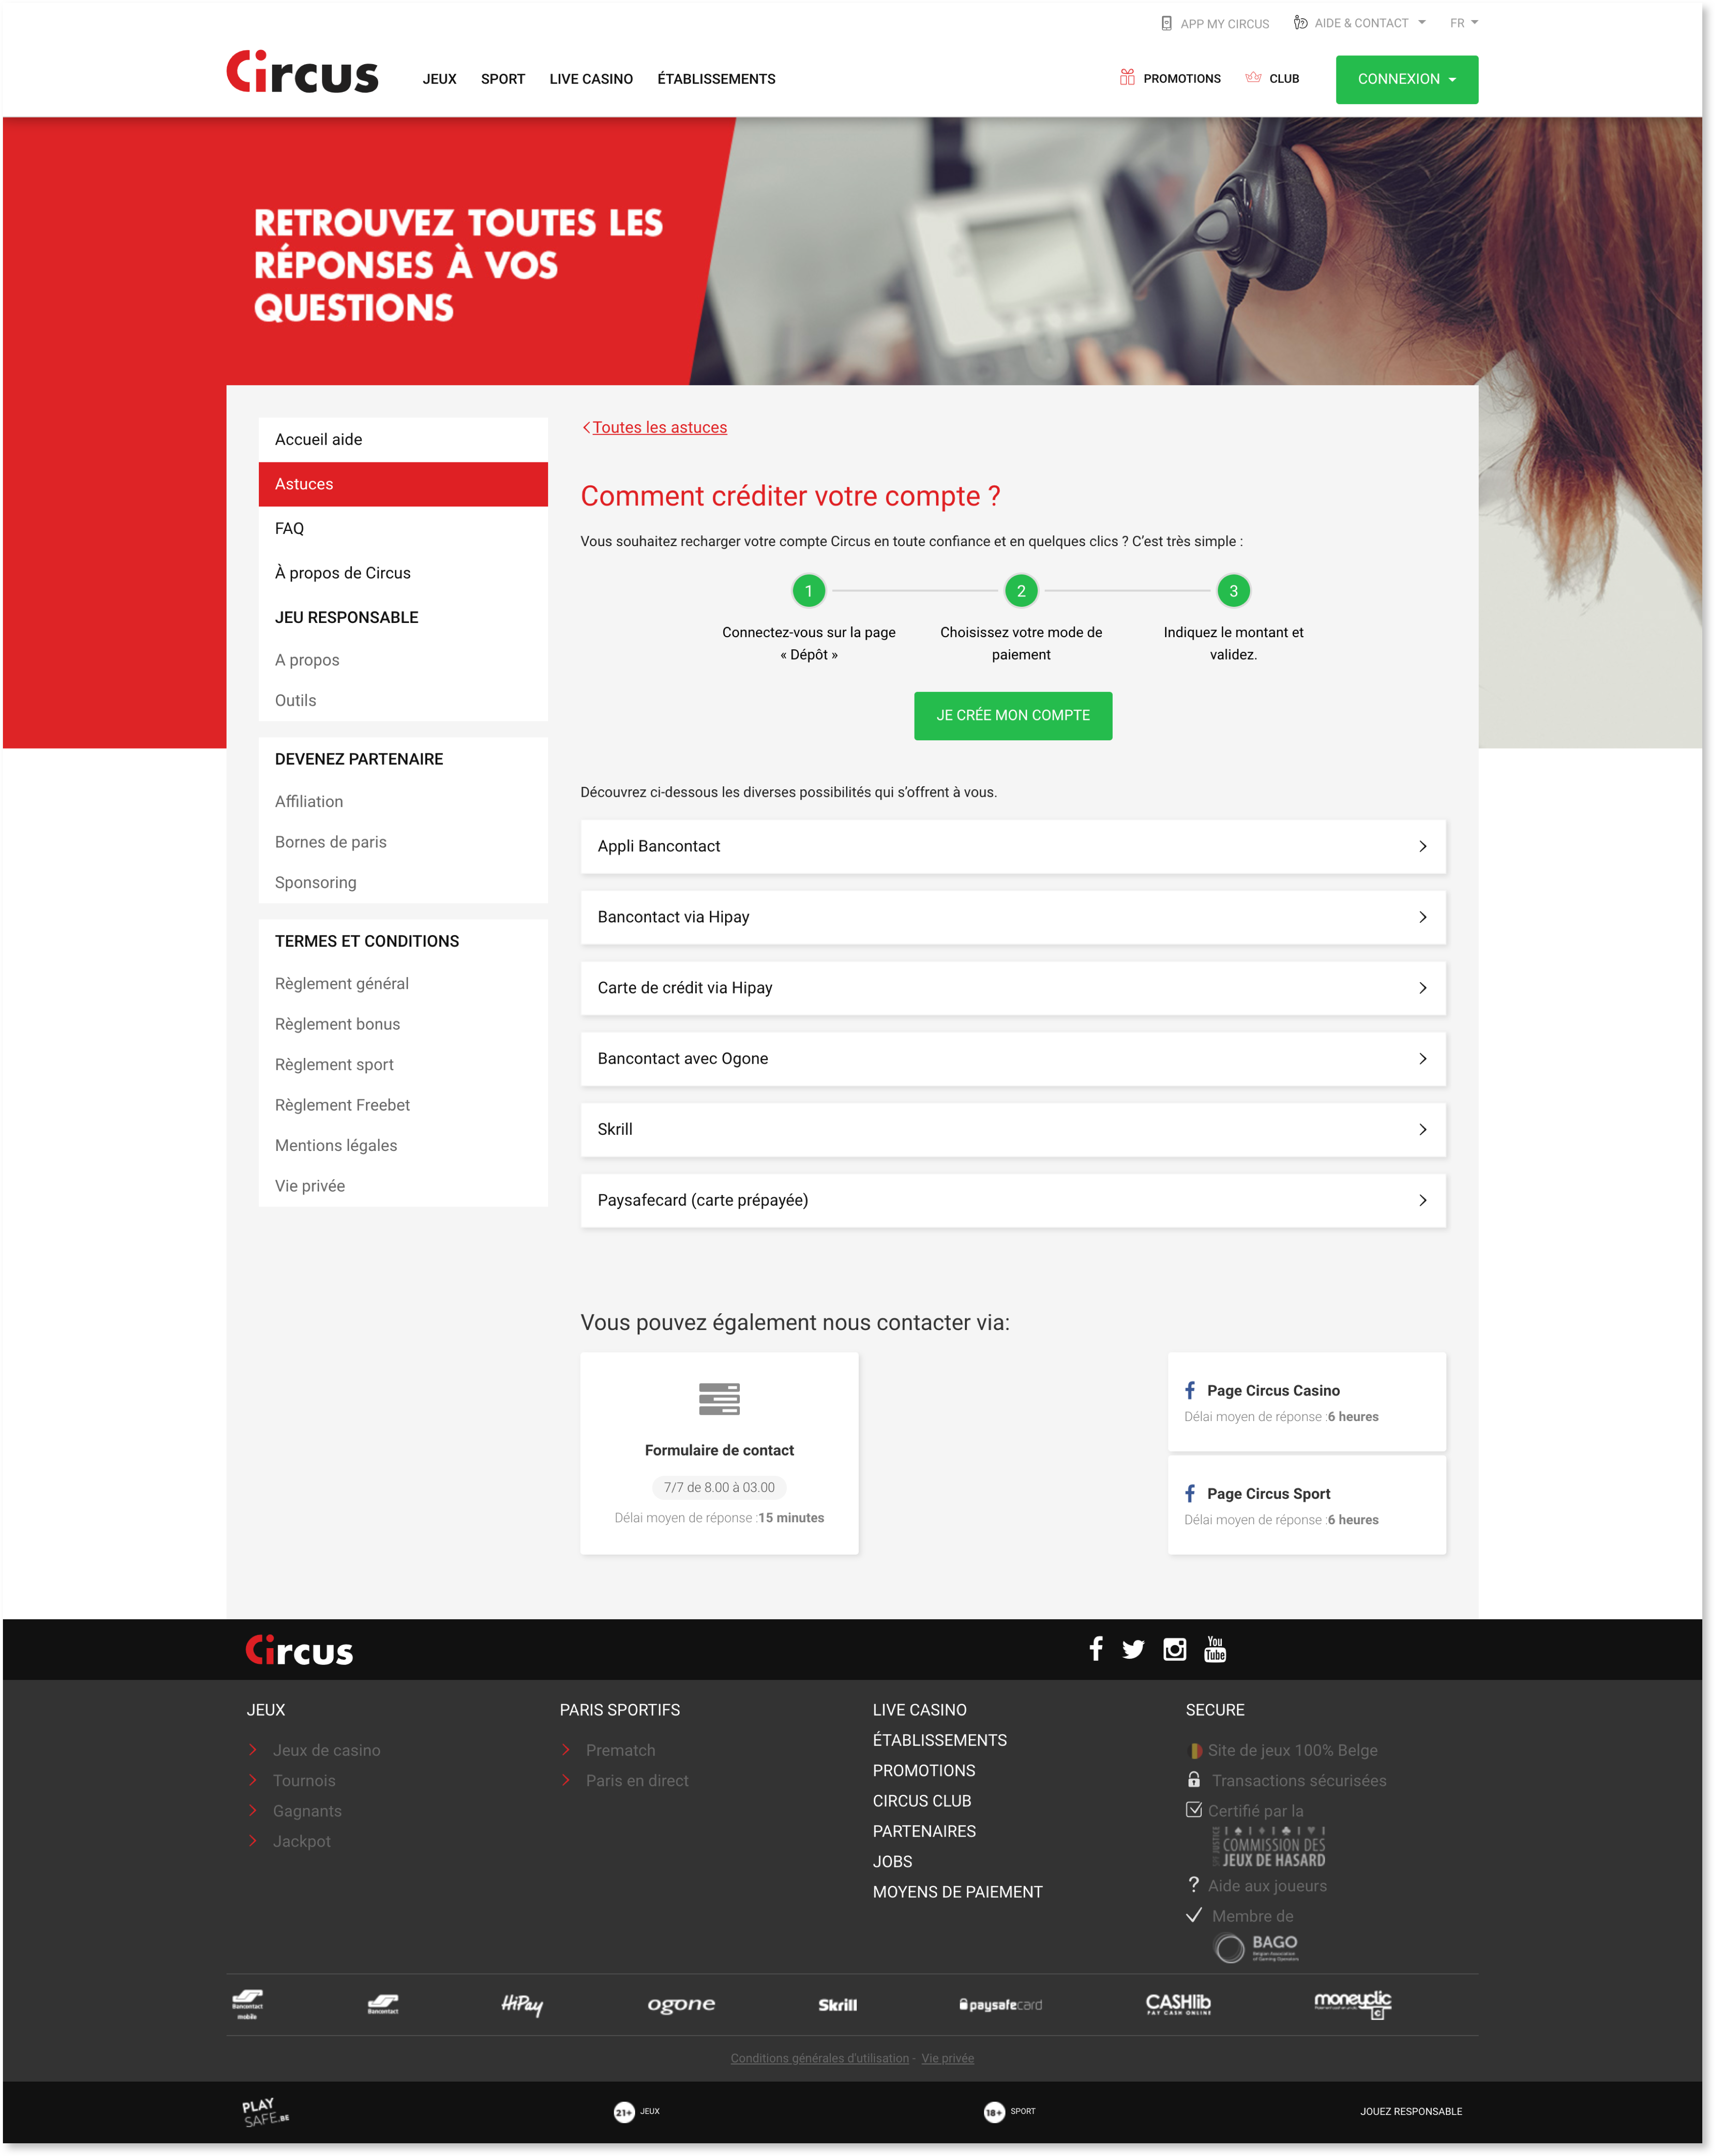 APP MY CIRCUS
AIDE & CONTACT
FR
Circus
JEUX
SPORT
LIVE CASINO
ÉTABLISSEMENTS
PROMOTIONS
CLUB
CONNEXION
RETROUVEZ TOUTES LES
RÉPONSES À VOS
QUESTIONS
Accueil aide
Astuces
FAQ
À propos de Circus
JEU RESPONSABLE
A propos
Outils
DEVENEZ PARTENAIRE
Affiliation
Bornes de paris
Sponsoring
TERMES ET CONDITIONS
Règlement général
Règlement bonus
Règlement sport
Règlement Freebet
Mentions légales
Vie privée
Toutes les astuces
Comment créditer votre compte ?
Vous souhaitez recharger votre compte Circus en toute confiance et en quelques clics ? C’est très simple :
1
2
3
Connectez-vous sur la page
« Dépôt »
Choisissez votre mode de
paiement
Indiquez le montant et
validez.
JE CRÉE MON COMPTE
Découvrez ci-dessous les diverses possibilités qui s’offrent à vous.
Appli Bancontact
Bancontact via Hipay
Carte de crédit via Hipay
Bancontact avec Ogone
Skrill
Paysafecard (carte prépayée)
Vous pouvez également nous contacter via:
Formulaire de contact
7/7 de 8.00 à 03.00
Délai moyen de réponse :15 minutes
Page Circus Casino
Délai moyen de réponse :6 heures
Page Circus Sport
Délai moyen de réponse :6 heures
Circus
You
Tube
JEUX
Jeux de casino
Tournois
Gagnants
Jackpot
PARIS SPORTIFS
Prematch
Paris en direct
LIVE CASINO
ÉTABLISSEMENTS
PROMOTIONS
CIRCUS CLUB
PARTENAIRES
JOBS
MOYENS DE PAIEMENT
SECURE
Site de jeux 100% Belge
Transactions sécurisées
Certifié par la
COMMISSION DES
JEUX DE HASARD
Aide aux joueurs
Membre de
BAGO
Belgian Association
of Gaming Operators
Bancontact
mobile
Bancontact
HiPay
ogone
Skrill
paysafecard
CASHlib
PAY CASH ONLINE
moneyclic
Conditions générales d'utilisation - Vie privée
PLAY
SAFE.BE
21+ JEUX
18+ SPORT
JOUEZ RESPONSABLE